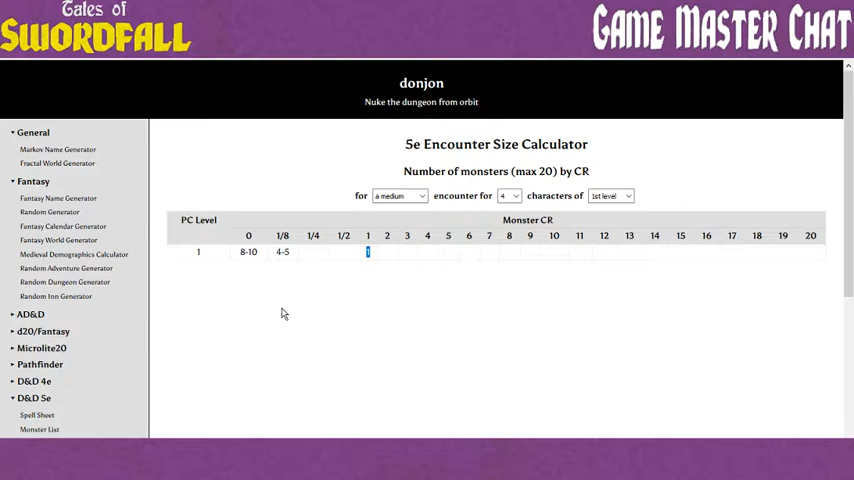 Tales of
SWORDFALL
GAME MASTER CHAT
donjon
Nuke the dungeon from orbit
▾ General
Markov Name Generator
Fractal World Generator
▾ Fantasy
Fantasy Name Generator
Random Generator
Fantasy Calendar Generator
Fantasy World Generator
Medieval Demographics Calculator
Random Adventure Generator
Random Dungeon Generator
Random Inn Generator
▸ AD&D
▸ d20/Fantasy
▸ Microlite20
▸ Pathfinder
▸ D&D 4e
▾ D&D 5e
Spell Sheet
Monster List
5e Encounter Size Calculator
Number of monsters (max 20) by CR
for a medium encounter for 4 characters of 1st level
PC Level Monster CR
0 1/8 1/4 1/2 1 2 3 4 5 6 7 8 9 10 11 12 13 14 15 16 17 18 19 20
1 8-10 4-5 1